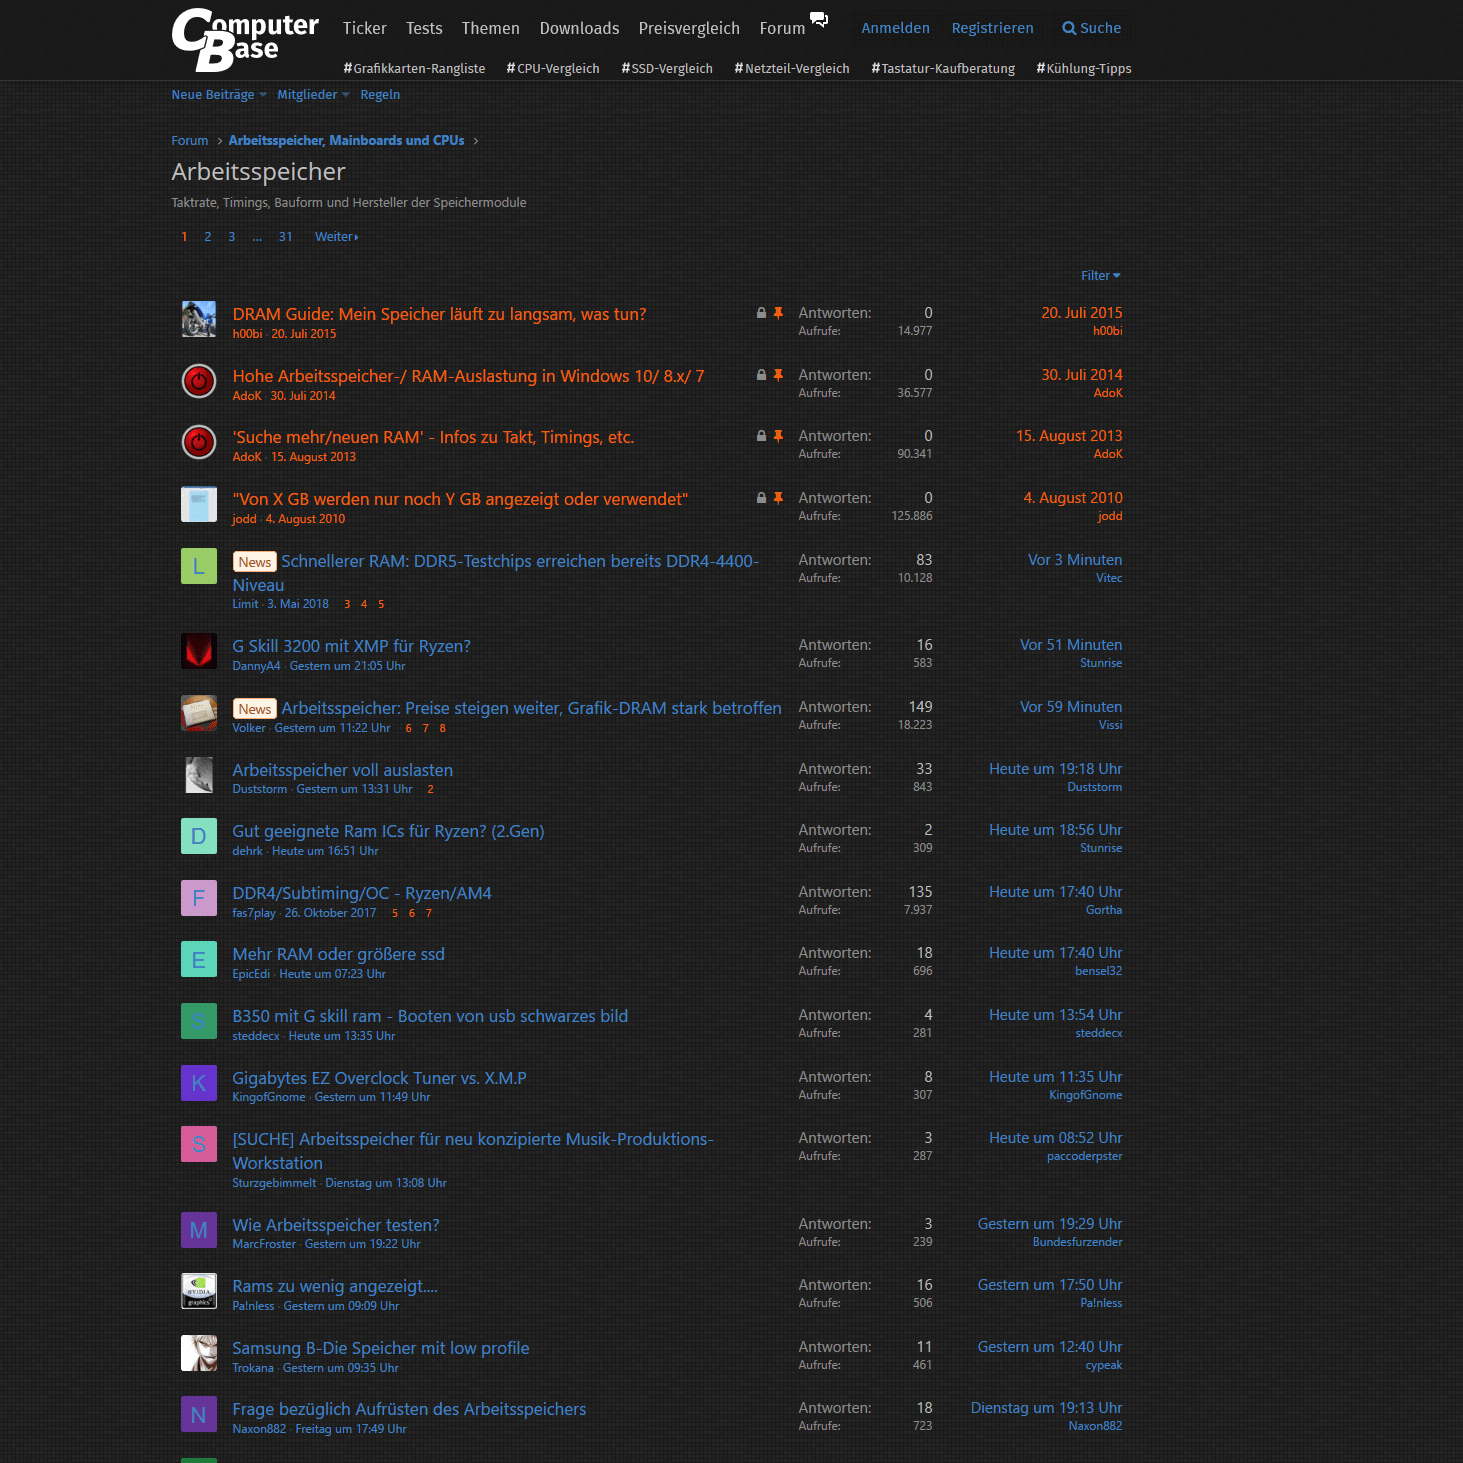 ComputerBase
Ticker Tests Themen Downloads Preisvergleich Forum Anmelden Registrieren Suche
#Grafikkarten-Rangliste #CPU-Vergleich #SSD-Vergleich #Netzteil-Vergleich #Tastatur-Kaufberatung #Kühlung-Tipps
Neue Beiträge Mitglieder Regeln
Forum › Arbeitsspeicher, Mainboards und CPUs ›
Arbeitsspeicher
Taktrate, Timings, Bauform und Hersteller der Speichermodule
1 2 3 ... 31 Weiter
Filter
DRAM Guide: Mein Speicher läuft zu langsam, was tun? Antworten: 0 20. Juli 2015
h00bi · 20. Juli 2015 Aufrufe: 14.977 h00bi
Hohe Arbeitsspeicher-/ RAM-Auslastung in Windows 10/ 8.x/ 7 Antworten: 0 30. Juli 2014
AdoK · 30. Juli 2014 Aufrufe: 36.577 AdoK
'Suche mehr/neuen RAM' - Infos zu Takt, Timings, etc. Antworten: 0 15. August 2013
AdoK · 15. August 2013 Aufrufe: 90.341 AdoK
"Von X GB werden nur noch Y GB angezeigt oder verwendet" Antworten: 0 4. August 2010
jodd · 4. August 2010 Aufrufe: 125.886 jodd
L News Schnellerer RAM: DDR5-Testchips erreichen bereits DDR4-4400- Antworten: 83 Vor 3 Minuten
Niveau Aufrufe: 10.128 Vitec
Limit · 3. Mai 2018 3 4 5
G Skill 3200 mit XMP für Ryzen? Antworten: 16 Vor 51 Minuten
DannyA4 · Gestern um 21:05 Uhr Aufrufe: 583 Stunrise
News Arbeitsspeicher: Preise steigen weiter, Grafik-DRAM stark betroffen Antworten: 149 Vor 59 Minuten
Volker · Gestern um 11:22 Uhr 6 7 8 Aufrufe: 18.223 Vissi
Arbeitsspeicher voll auslasten Antworten: 33 Heute um 19:18 Uhr
Duststorm · Gestern um 13:31 Uhr 2 Aufrufe: 843 Duststorm
D Gut geeignete Ram ICs für Ryzen? (2.Gen) Antworten: 2 Heute um 18:56 Uhr
dehrk · Heute um 16:51 Uhr Aufrufe: 309 Stunrise
F DDR4/Subtiming/OC - Ryzen/AM4 Antworten: 135 Heute um 17:40 Uhr
fas7play · 26. Oktober 2017 5 6 7 Aufrufe: 7.937 Gortha
E Mehr RAM oder größere ssd Antworten: 18 Heute um 17:40 Uhr
EpicEdi · Heute um 07:23 Uhr Aufrufe: 696 bensel32
S B350 mit G skill ram - Booten von usb schwarzes bild Antworten: 4 Heute um 13:54 Uhr
steddecx · Heute um 13:35 Uhr Aufrufe: 281 steddecx
K Gigabytes EZ Overclock Tuner vs. X.M.P Antworten: 8 Heute um 11:35 Uhr
KingofGnome · Gestern um 11:49 Uhr Aufrufe: 307 KingofGnome
S [SUCHE] Arbeitsspeicher für neu konzipierte Musik-Produktions- Antworten: 3 Heute um 08:52 Uhr
Workstation Aufrufe: 287 paccoderpster
Sturzgebimmelt · Dienstag um 13:08 Uhr
M Wie Arbeitsspeicher testen? Antworten: 3 Gestern um 19:29 Uhr
MarcFroster · Gestern um 19:22 Uhr Aufrufe: 239 Bundesfurzender
NVIDIA graphics Rams zu wenig angezeigt.... Antworten: 16 Gestern um 17:50 Uhr
Pa!nless · Gestern um 09:09 Uhr Aufrufe: 506 Pa!nless
Samsung B-Die Speicher mit low profile Antworten: 11 Gestern um 12:40 Uhr
Trokana · Gestern um 09:35 Uhr Aufrufe: 461 cypeak
N Frage bezüglich Aufrüsten des Arbeitsspeichers Antworten: 18 Dienstag um 19:13 Uhr
Naxon882 · Freitag um 17:49 Uhr Aufrufe: 723 Naxon882